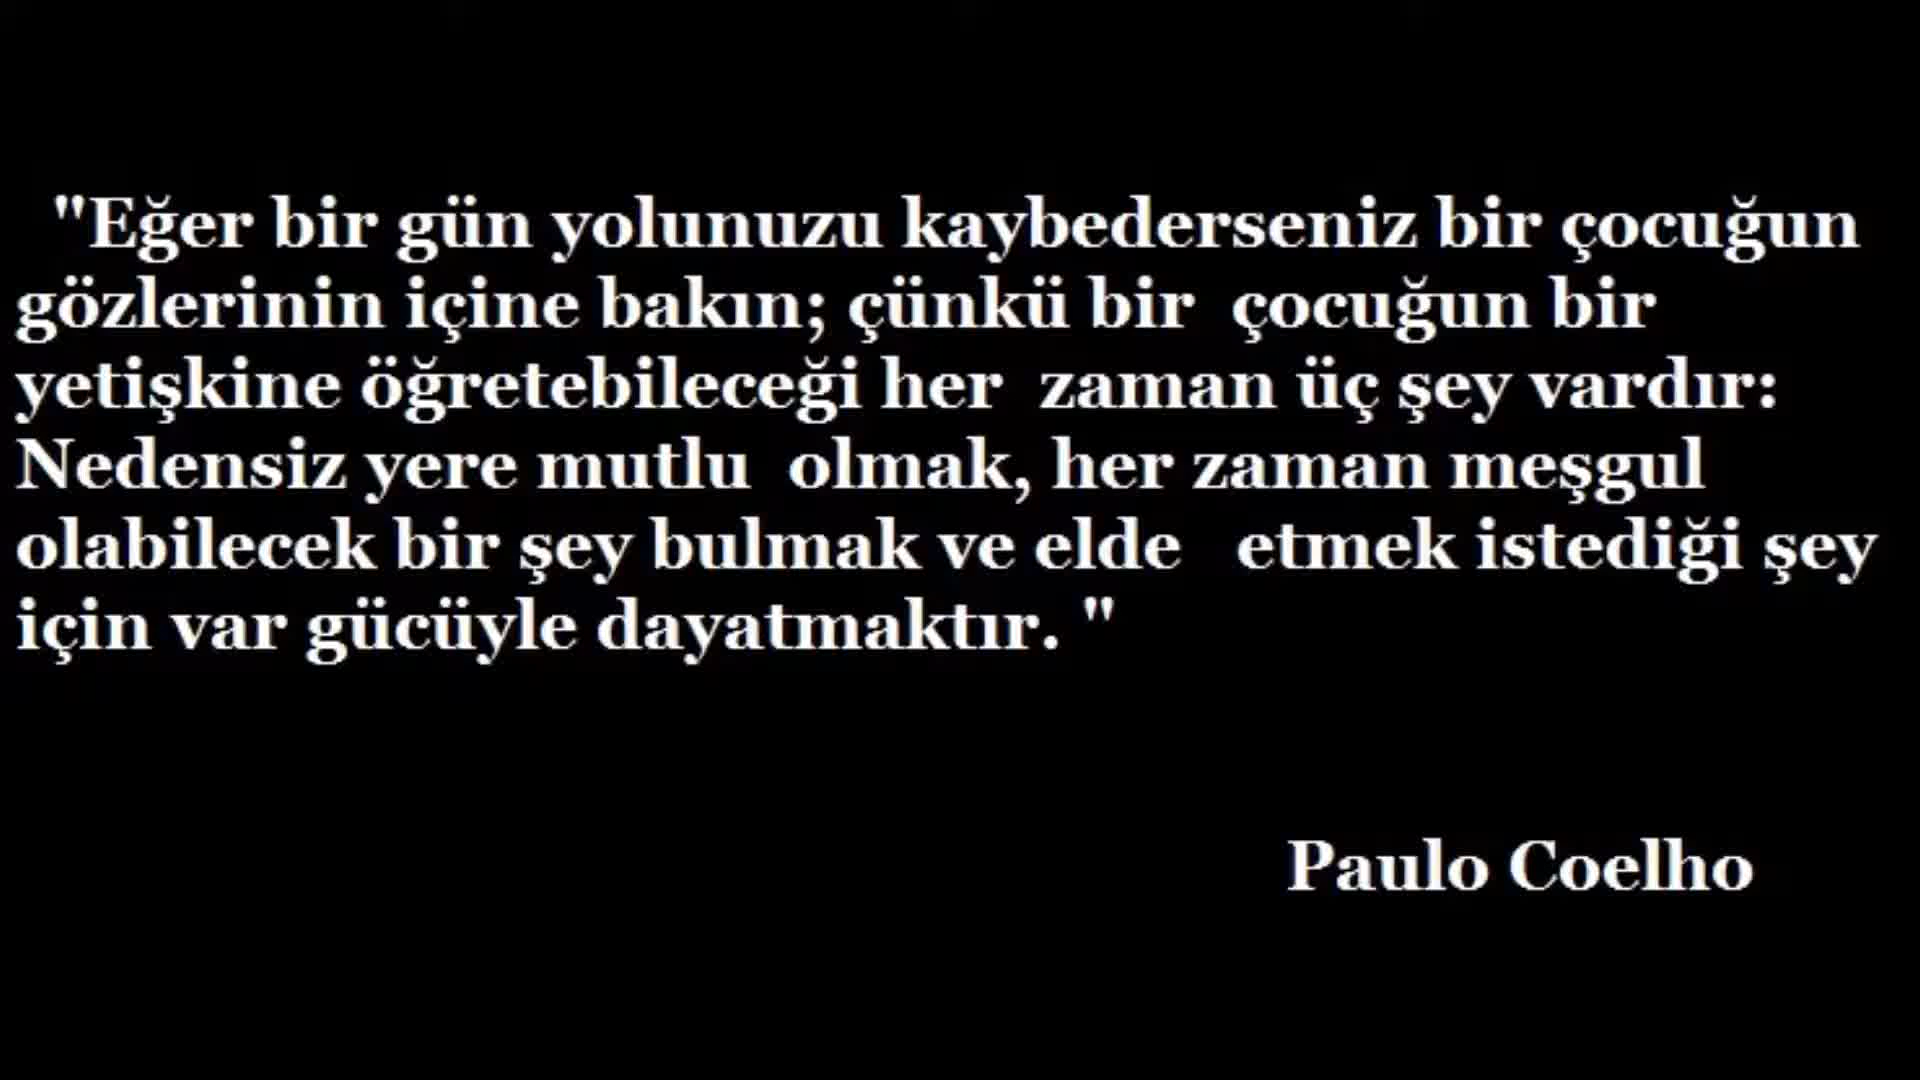 "Eğer bir gün yolunuzu kaybederseniz bir çocuğun
gözlerinin içine bakın; çünkü bir çocuğun bir
yetişkine öğretebileceği her zaman üç şey vardır:
Nedensiz yere mutlu olmak, her zaman meşgul
olabilecek bir şey bulmak ve elde etmek istediği şey
için var gücüyle dayatmaktır. "
Paulo Coelho